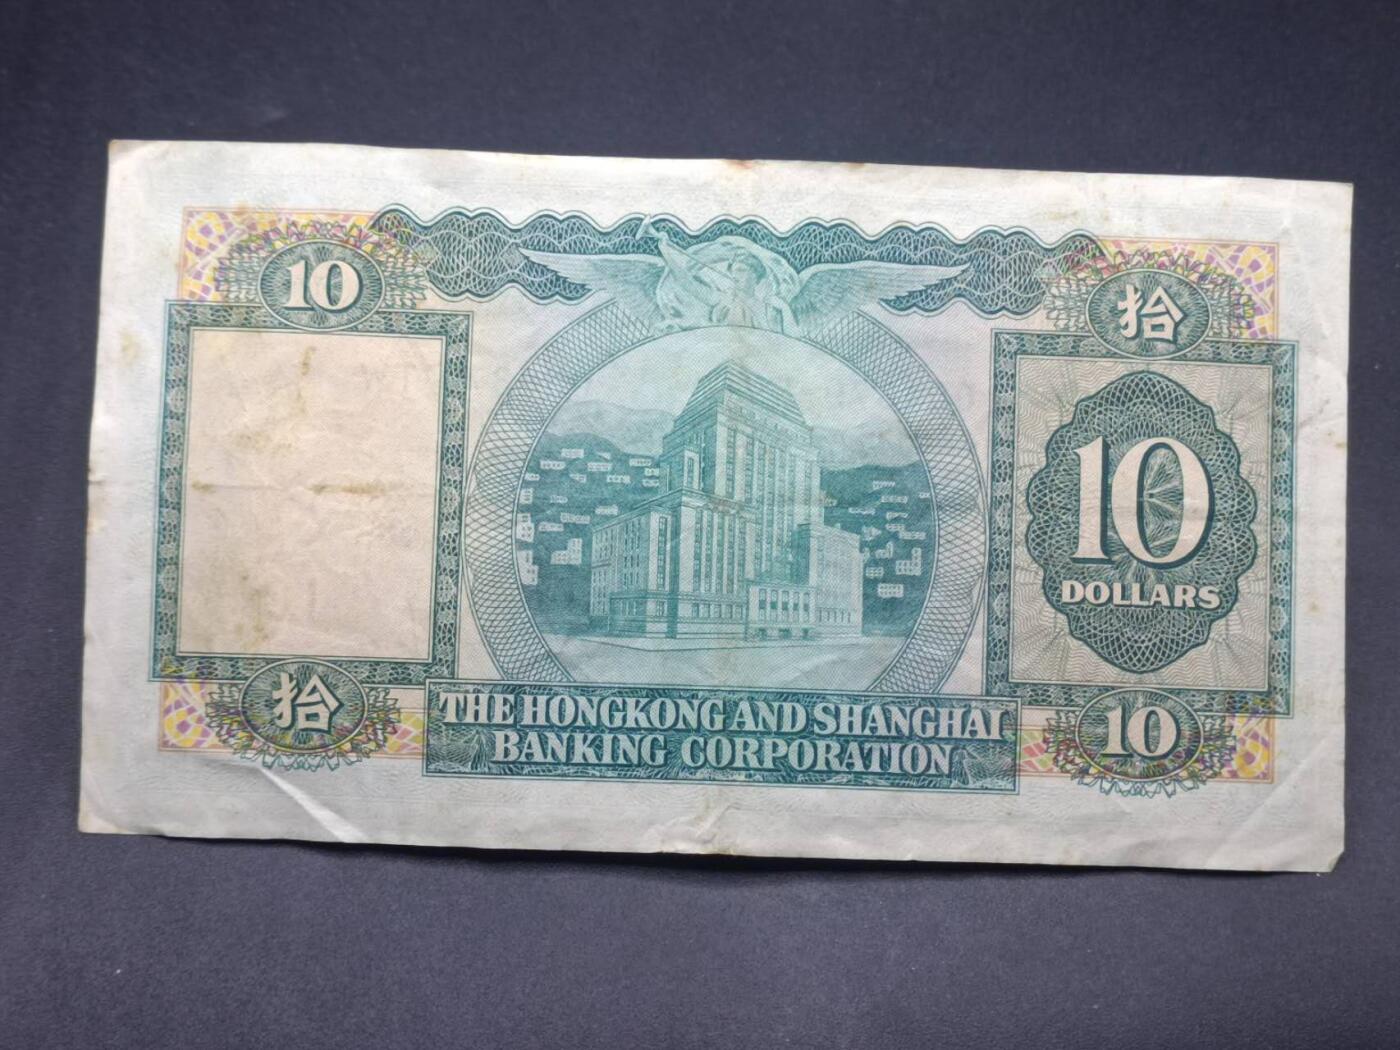 10
拾
10
DOLLARS
拾
10
THE HONGKONG AND SHANGHAI
BANKING CORPORATION